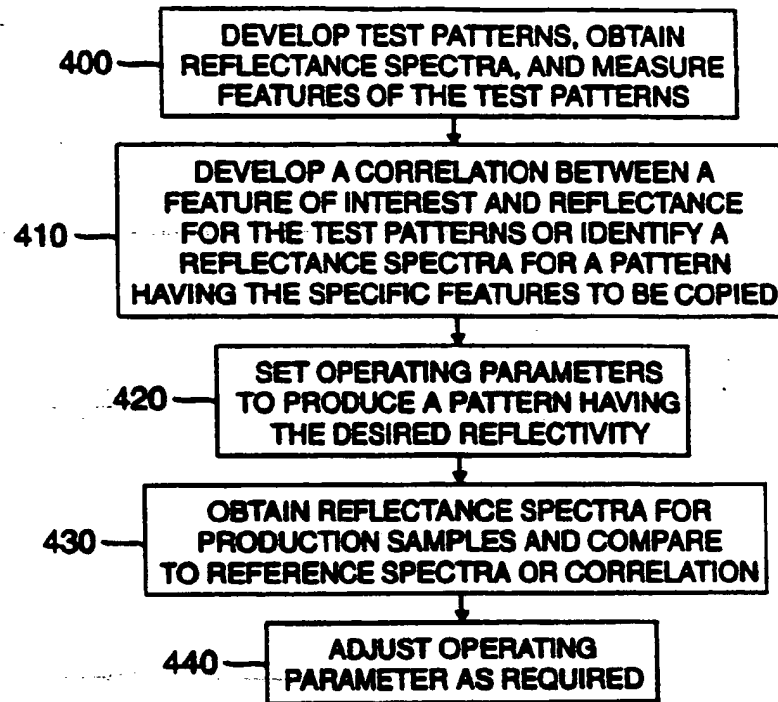 400
DEVELOP TEST PATTERNS, OBTAIN
REFLECTANCE SPECTRA, AND MEASURE
FEATURES OF THE TEST PATTERNS
410
DEVELOP A CORRELATION BETWEEN A
FEATURE OF INTEREST AND REFLECTANCE
FOR THE TEST PATTERNS OR IDENTIFY A
REFLECTANCE SPECTRA FOR A PATTERN
HAVING THE SPECIFIC FEATURES TO BE COPIED
420
SET OPERATING PARAMETERS
TO PRODUCE A PATTERN HAVING
THE DESIRED REFLECTIVITY
430
OBTAIN REFLECTANCE SPECTRA FOR
PRODUCTION SAMPLES AND COMPARE
TO REFERENCE SPECTRA OR CORRELATION
440
ADJUST OPERATING
PARAMETER AS REQUIRED